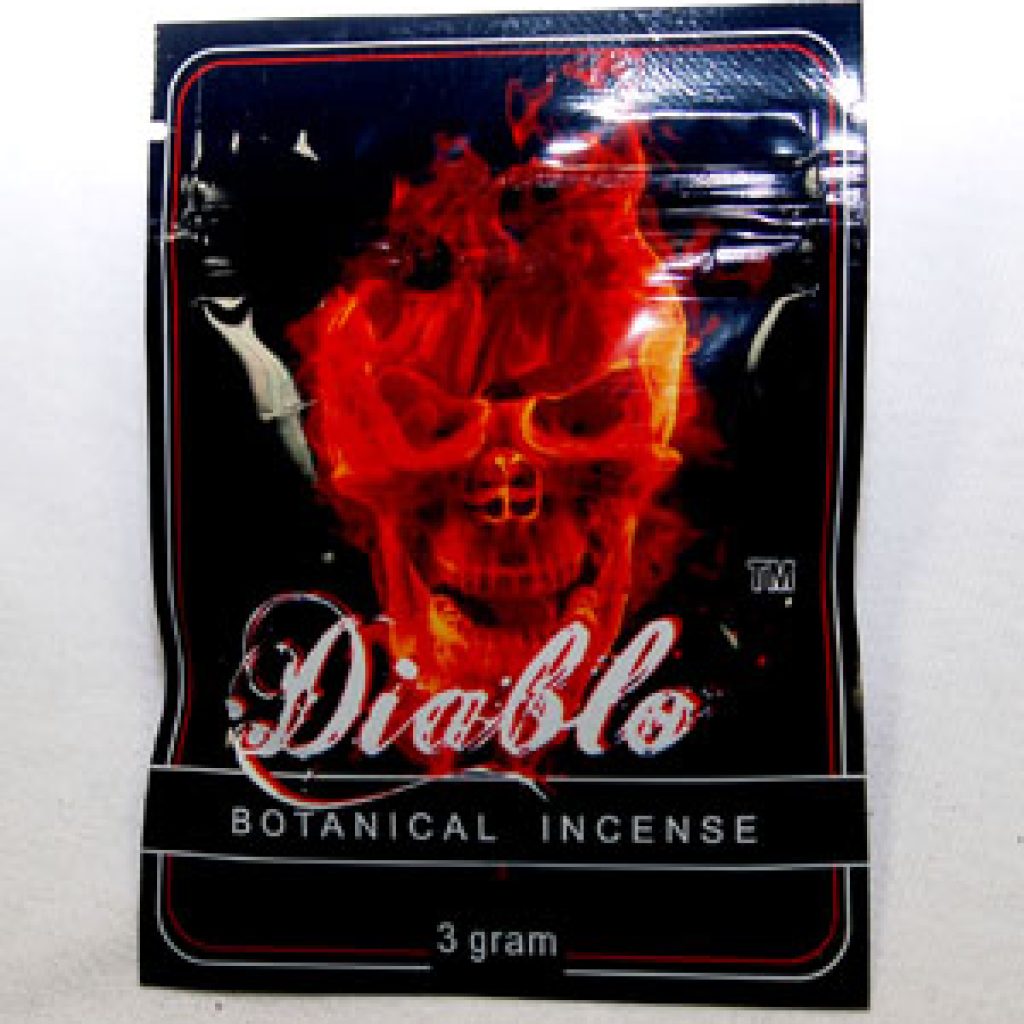 TM
Diablo
BOTANICAL INCENSE
3 gram